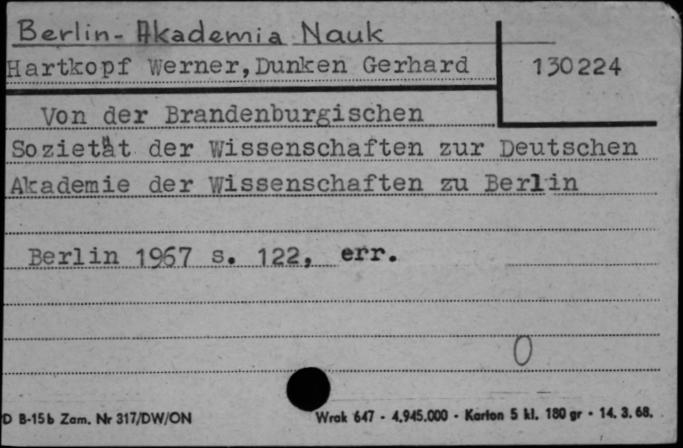 Berlin- Akademia Nauk
Hartkopf Werner, Dunken Gerhard
130224
Von der Brandenburgischen
Sozietät der Wissenschaften zur Deutschen
Akademie der Wissenschaften zu Berlin
Berlin 1967 s. 122, err.
0
D B-15b Zam. Nr 317/DW/ON
Wrak 647 - 4.945.000 - Karton 5 kl. 180 gr - 14. 3. 68.